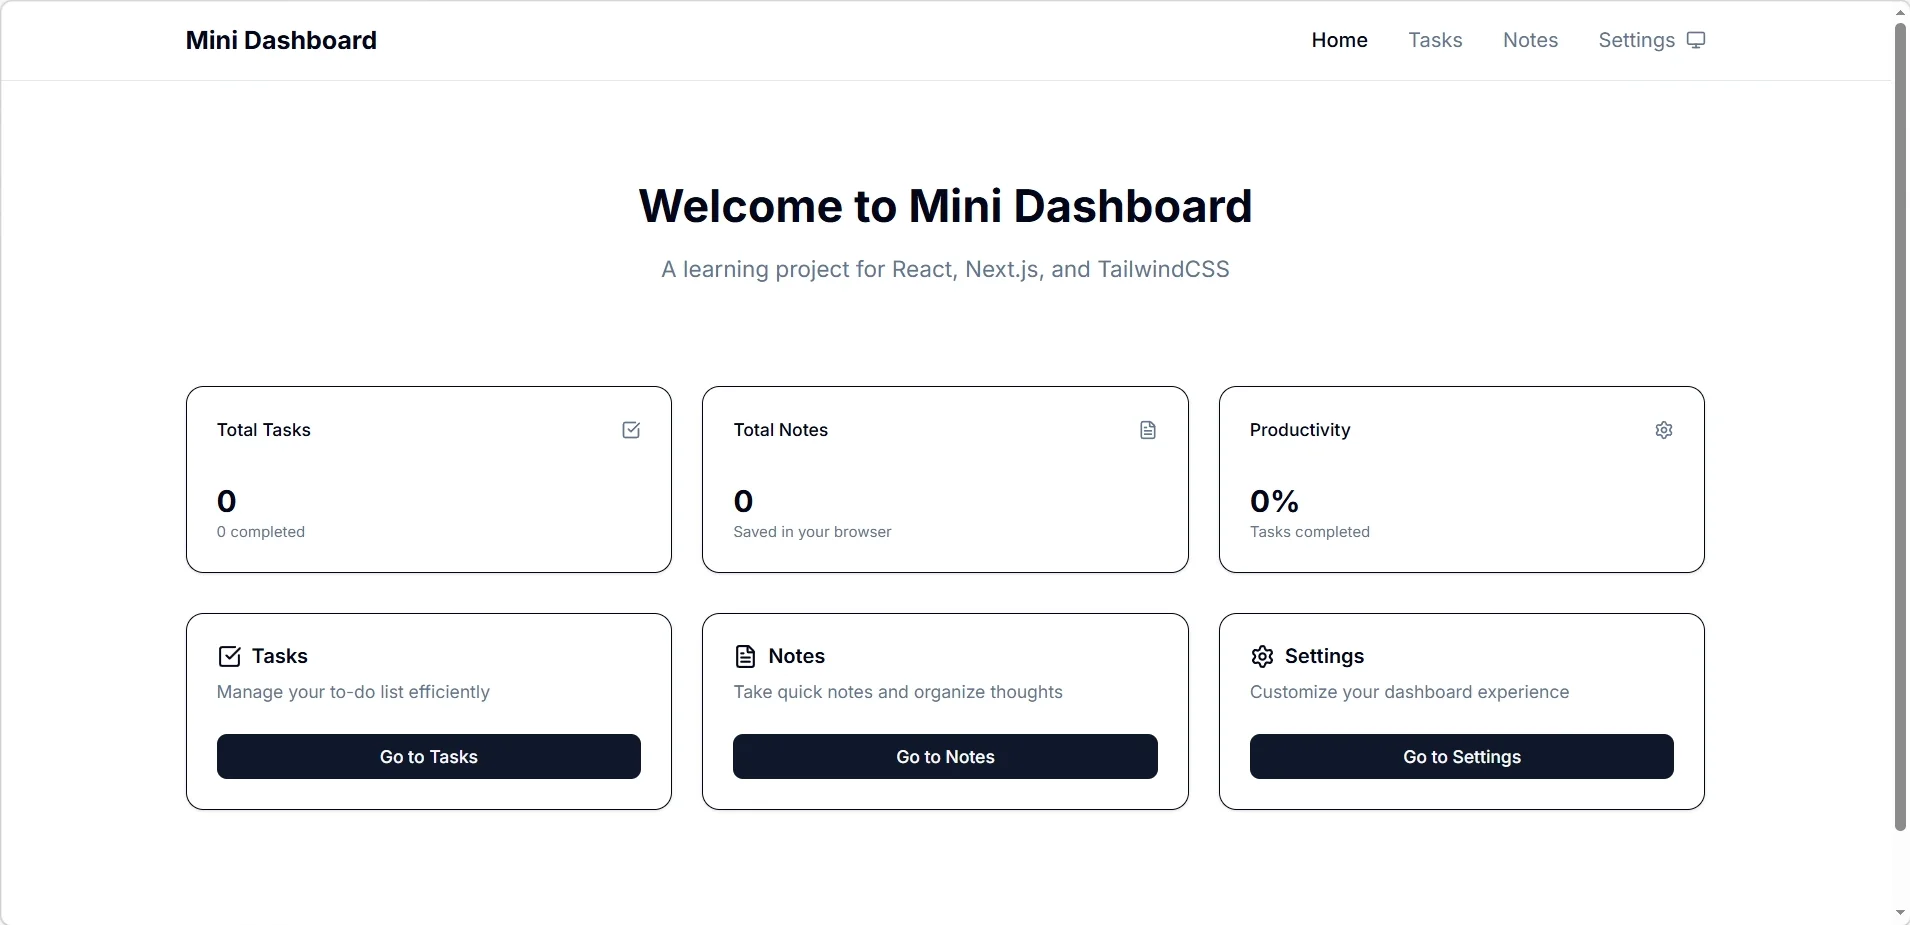 Mini Dashboard
Home Tasks Notes Settings
Welcome to Mini Dashboard
A learning project for React, Next.js, and TailwindCSS
Total Tasks
0
0 completed
Total Notes
0
Saved in your browser
Productivity
0%
Tasks completed
Tasks
Manage your to-do list efficiently
Go to Tasks
Notes
Take quick notes and organize thoughts
Go to Notes
Settings
Customize your dashboard experience
Go to Settings